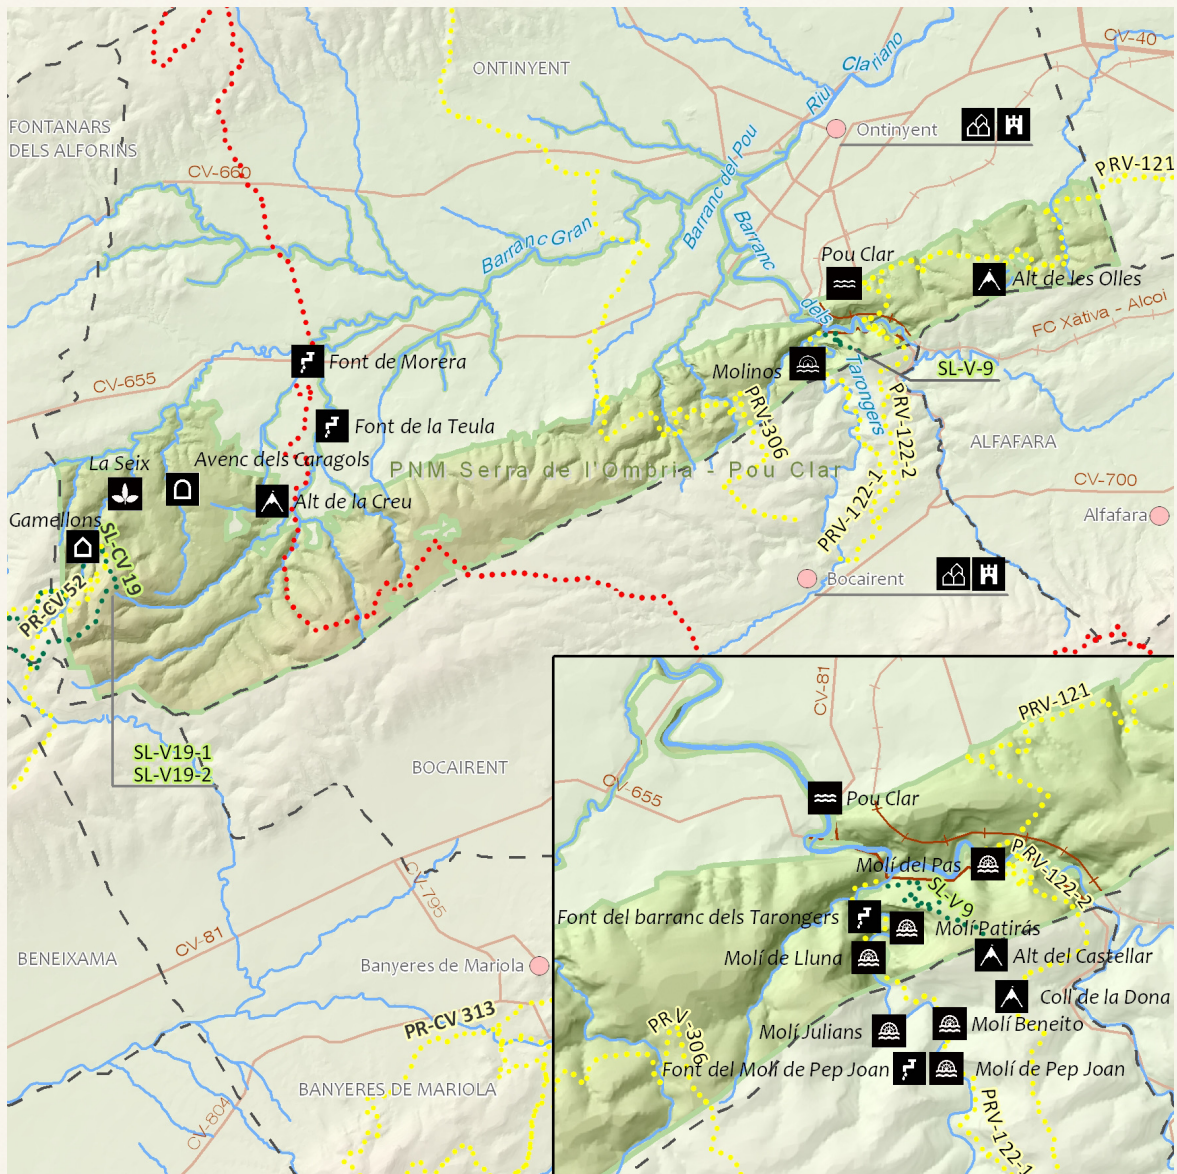 CV-40
Clariano
ONTINYENT
Riu
FONTANARS
DELS ALFORINS
Ontinyent
CV-660
PRV-121
Barranc del Pou
Barranc
Barranc Gran
Pou Clar
Alt de les Olles
dels
FC Xàtiva - Alcoi
Font de Morera
Molinos
Tarongers
SL-V-9
CV-655
PRV-306
PRV-122-2
Font de la Teula
ALFAFARA
La Seix
Avenc dels Caragols
PNM Serra de l'Ombria - Pou Clar
CV-700
Alt de la Creu
PRV-122-1
Alfafara
Gamellons
SL-CV 19
PR-CV-52
Bocairent
SL-V19-1
SL-V19-2
BOCAIRENT
CV-81
PRV-121
CV-655
Pou Clar
Molí del Pas
PRV-122-2
CV-795
SL-V9
Font del barranc dels Tarongers
Molí Patirás
CV-81
BENEIXAMA
Banyeres de Mariola
Molí de Lluna
Alt del Castellar
Coll de la Dona
PR-CV 313
PRV-306
Molí Julians
Molí Beneito
Font del Molí de Pep Joan
Molí de Pep Joan
BANYERES DE MARIOLA
CV-804
PRV-122-1